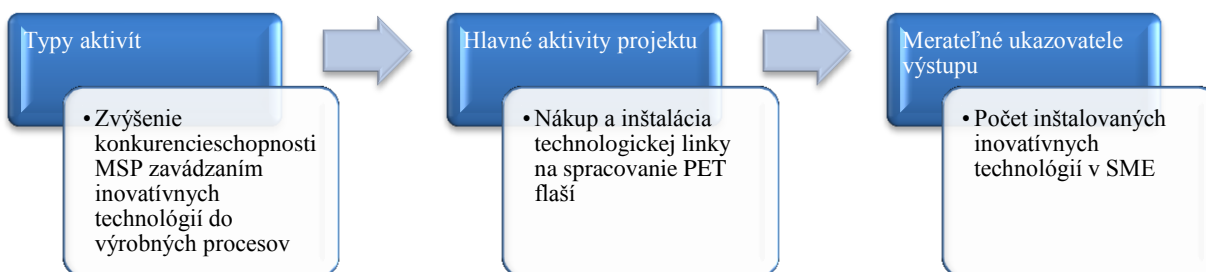 Typy aktivít
• Zvýšenie
konkurencieschopnosti
MSP zavádzaním
inovatívnych
technológií do
výrobných procesov
Hlavné aktivity projektu
• Nákup a inštalácia
technologickej linky
na spracovanie PET
flaší
Merateľné ukazovatele
výstupu
• Počet inštalovaných
inovatívnych
technológií v SME